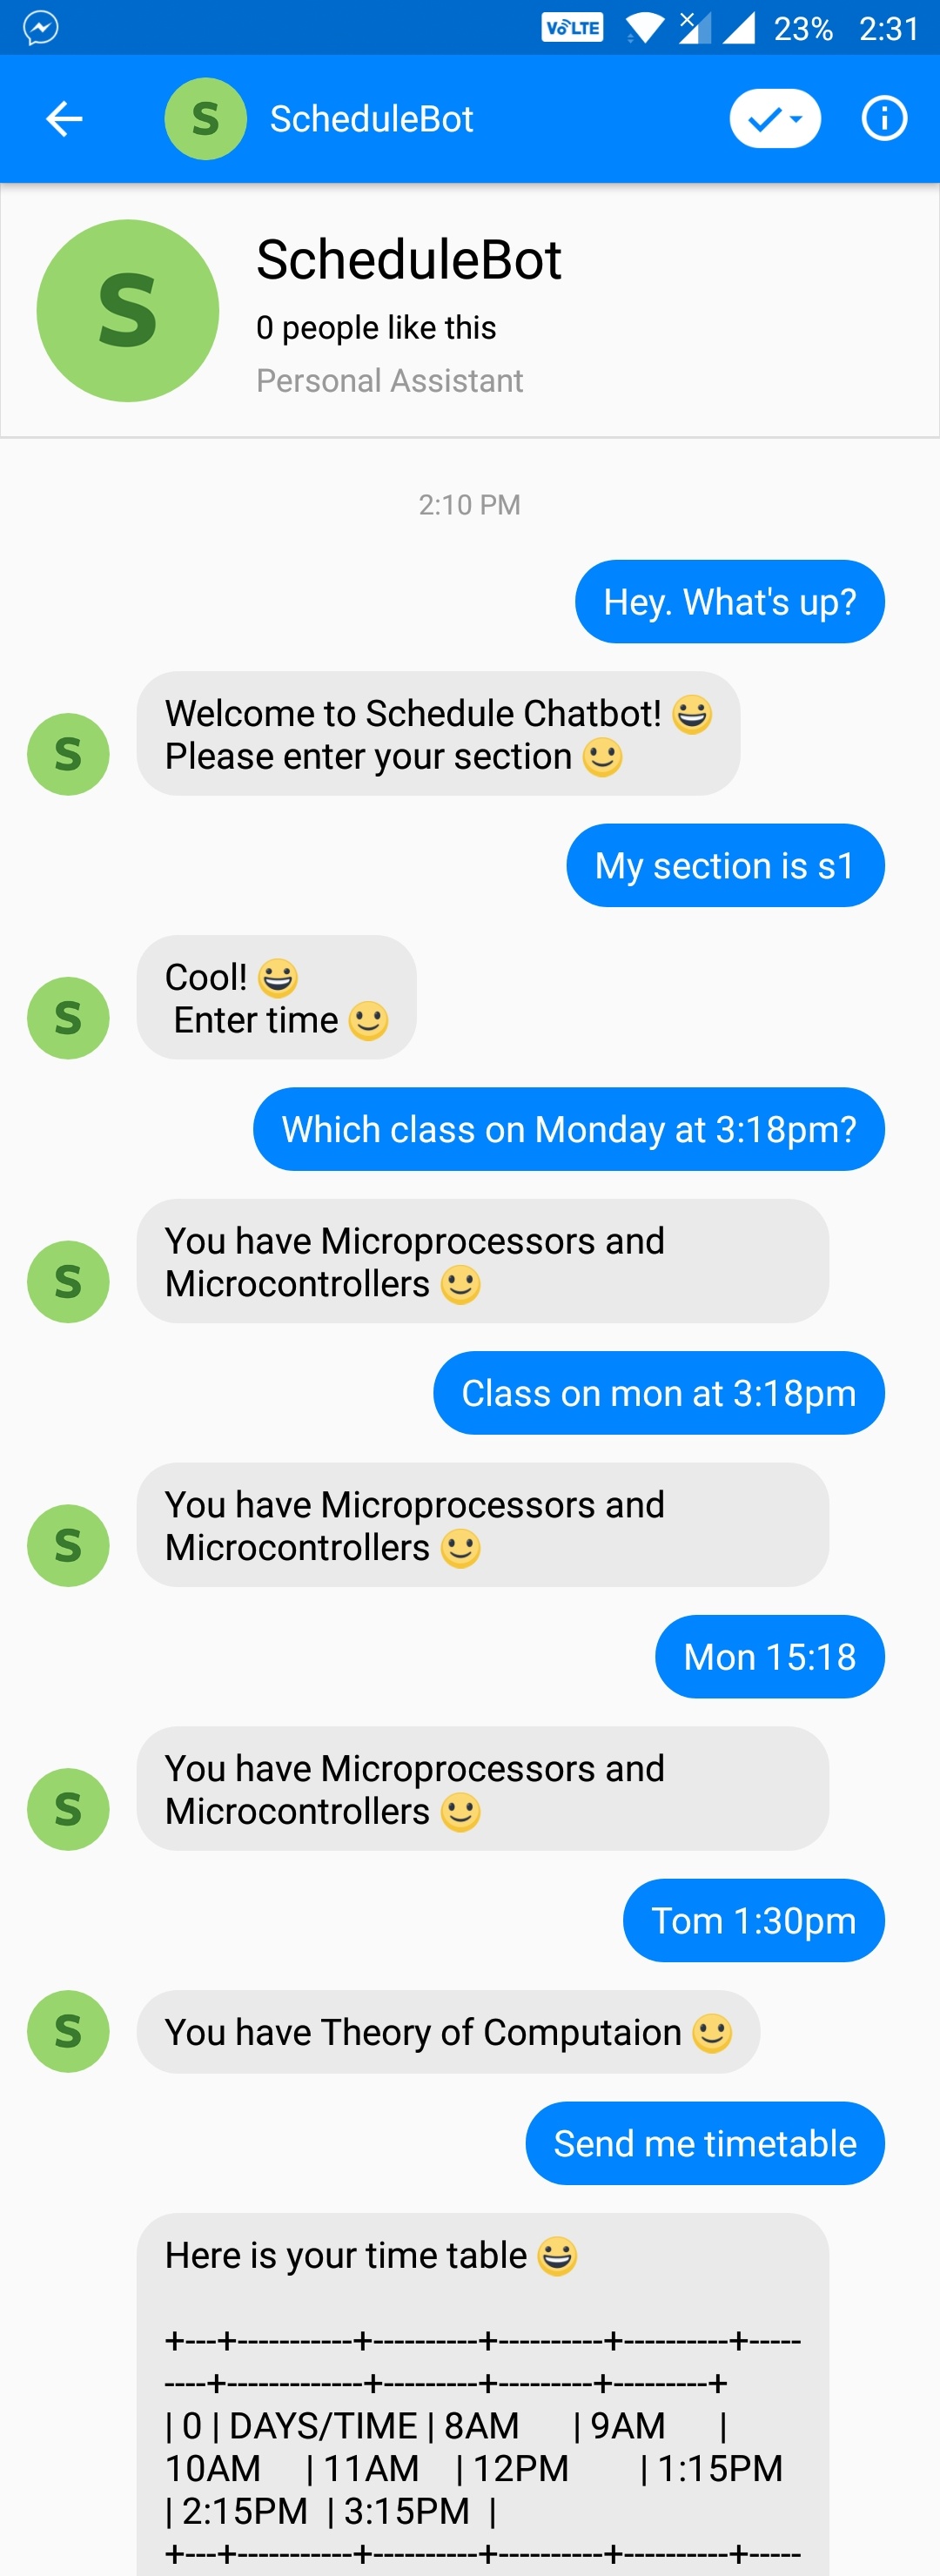 VoLTE 23% 2:31
S ScheduleBot
S
ScheduleBot
0 people like this
Personal Assistant
2:10 PM
Hey. What's up?
Welcome to Schedule Chatbot! 😀
Please enter your section 🙂
S
My section is s1
Cool! 😀
Enter time 🙂
S
Which class on Monday at 3:18pm?
You have Microprocessors and
Microcontrollers 🙂
S
Class on mon at 3:18pm
You have Microprocessors and
Microcontrollers 🙂
S
Mon 15:18
You have Microprocessors and
Microcontrollers 🙂
S
Tom 1:30pm
S You have Theory of Computaion 🙂
Send me timetable
Here is your time table 😀
+---+-----------+----------+----------+----------+-----
----+-------------+---------+---------+---------+
| 0 | DAYS/TIME | 8AM | 9AM |
10AM | 11AM | 12PM | 1:15PM
| 2:15PM | 3:15PM |
+---+-----------+----------+----------+----------+-----